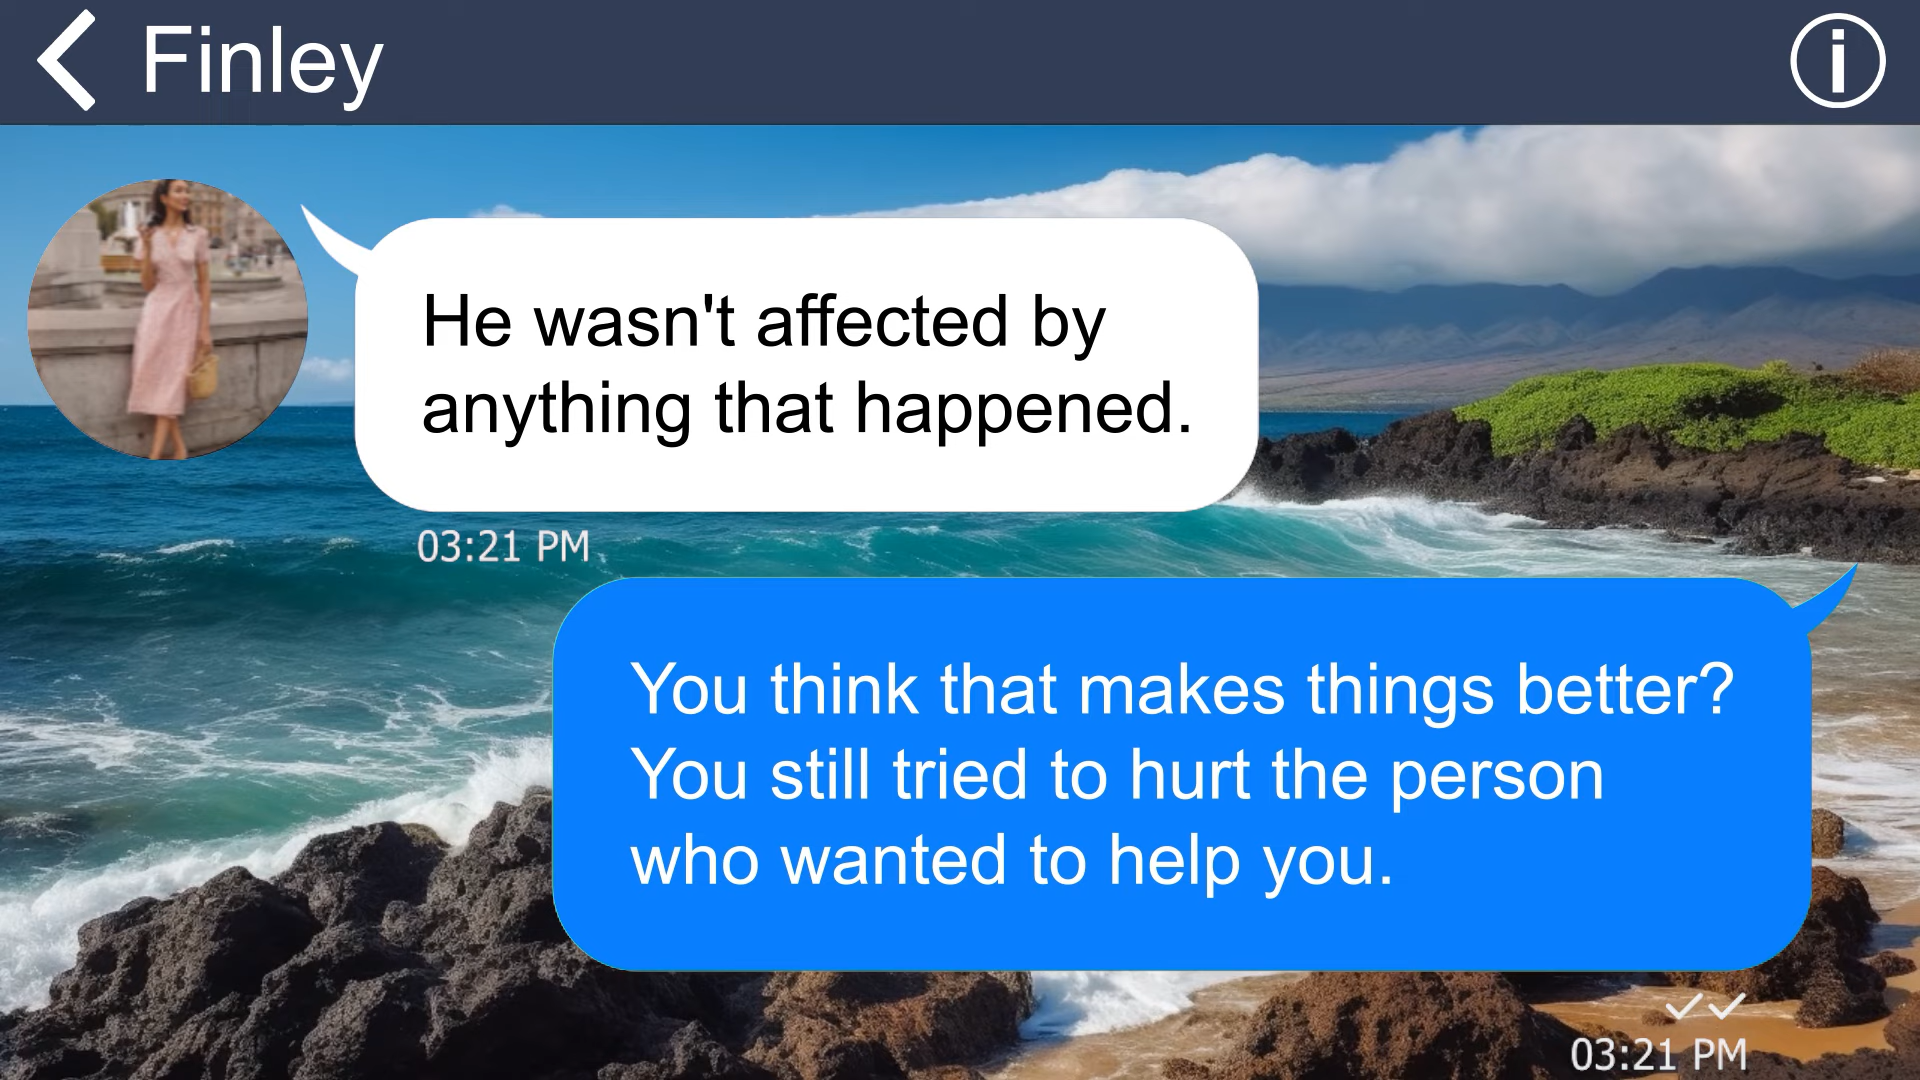 Finley
He wasn't affected by
anything that happened.
03:21 PM
You think that makes things better?
You still tried to hurt the person
who wanted to help you.
03:21 PM